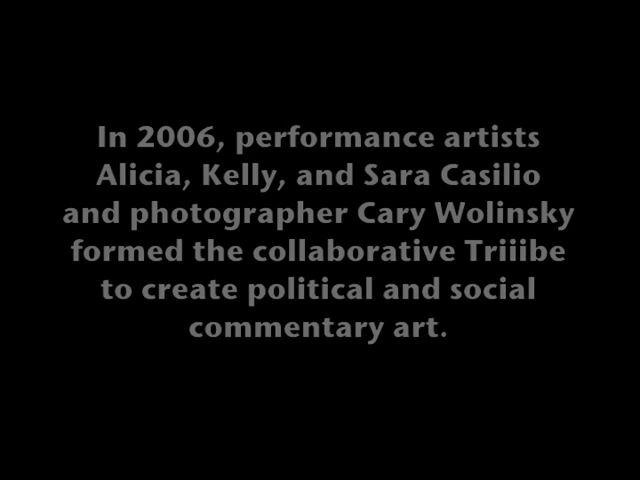 In 2006, performance artists
Alicia, Kelly, and Sara Casilio
and photographer Cary Wolinsky
formed the collaborative Triiibe
to create political and social
commentary art.